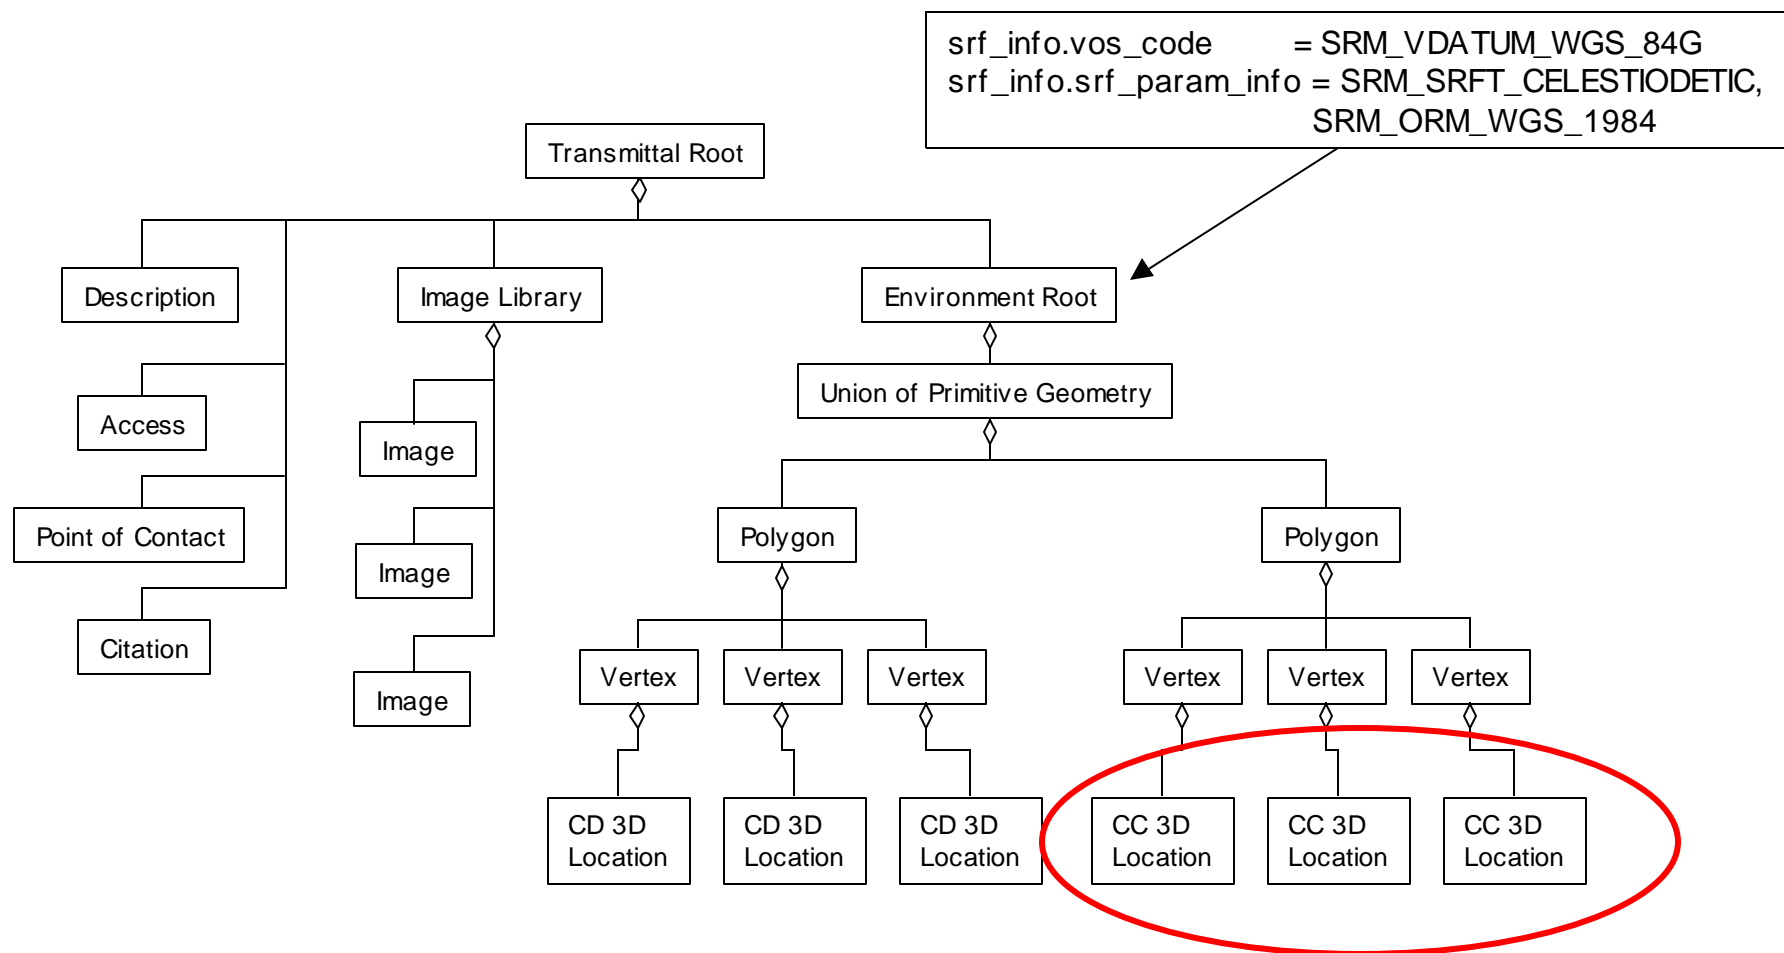 srf_info.vos_code = SRM_VDATUM_WGS_84G
srf_info.srf_param_info = SRM_SRFT_CELESTIODETIC,
SRM_ORM_WGS_1984
Transmittal Root
Description
Image Library
Environment Root
Union of Primitive Geometry
Access
Image
Point of Contact
Image
Polygon
Polygon
Citation
Image
Vertex
Vertex
Vertex
Vertex
Vertex
Vertex
CD 3D
Location
CD 3D
Location
CD 3D
Location
CC 3D
Location
CC 3D
Location
CC 3D
Location